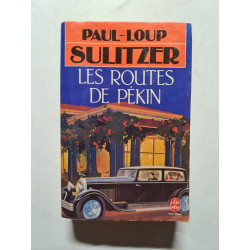 PAUL-LOUP
SULITZER
LES ROUTES
DE PÉKIN